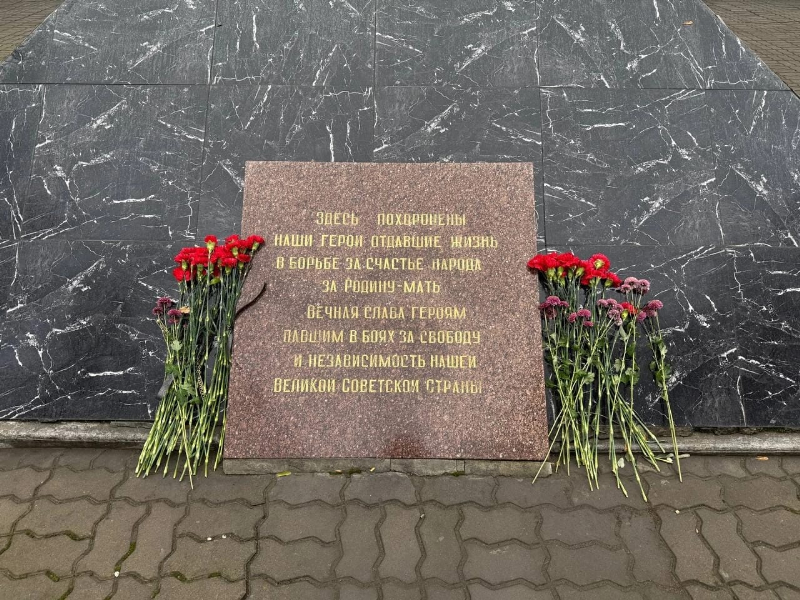 Здесь похоронены
наши герои отдавшие жизнь
в борьбе за счастье народа
за Родину-мать
Вечная слава героям
павшим в боях за свободу
и независимость нашей
Великой Советской страны